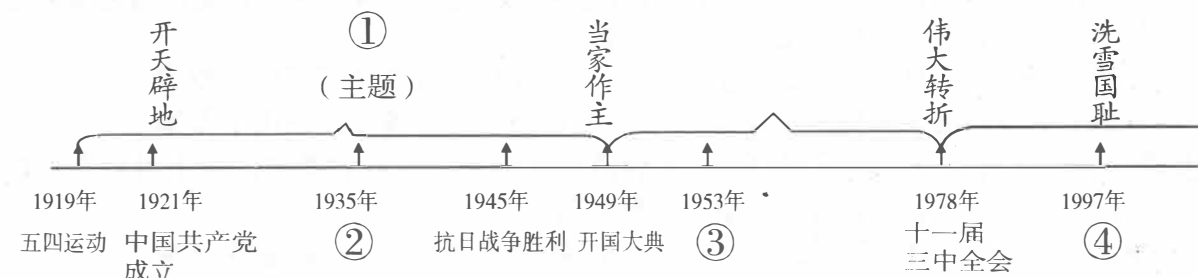 开天辟地
①
（主题）
当家作主
伟大转折
洗雪国耻
1919年
1921年
1935年
1945年
1949年
1953年
1978年
1997年
五四运动
中国共产党
成立
②
抗日战争胜利
开国大典
③
十一届
三中全会
④